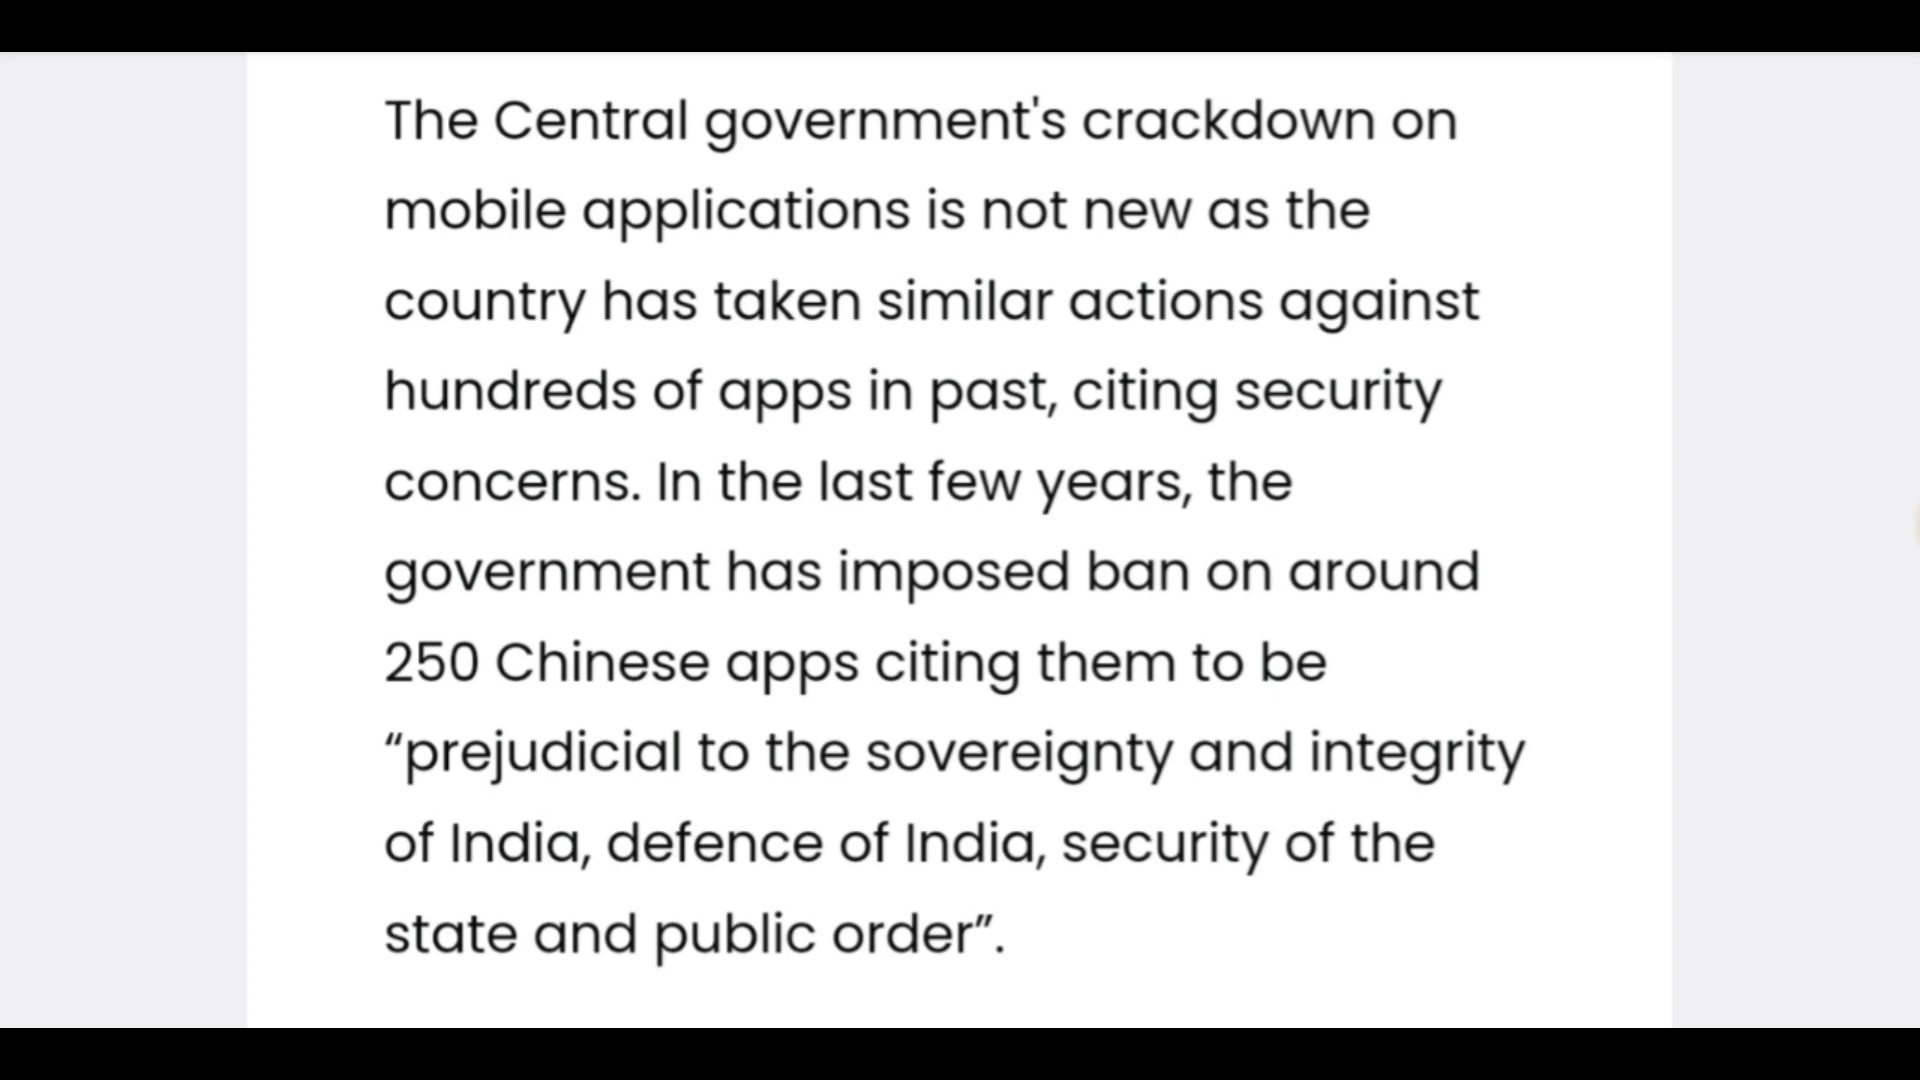 The Central government's crackdown on
mobile applications is not new as the
country has taken similar actions against
hundreds of apps in past, citing security
concerns. In the last few years, the
government has imposed ban on around
250 Chinese apps citing them to be
“prejudicial to the sovereignty and integrity
of India, defence of India, security of the
state and public order”.